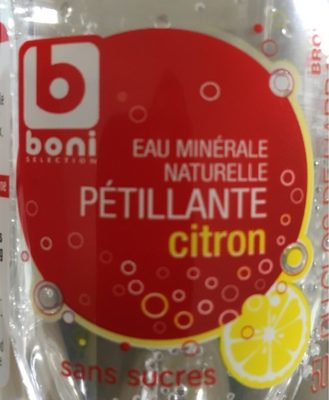 b
boni
SELECTION
EAU MINÉRALE
NATURELLE
PÉTILLANTE
citron
sans sucres